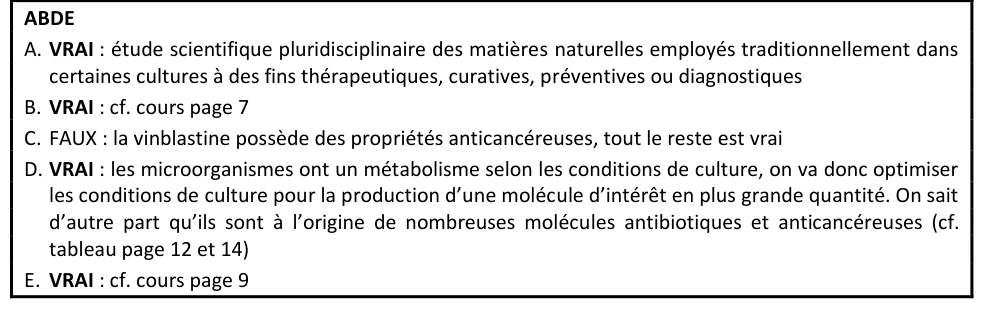 ABDE
A. VRAI : étude scientifique pluridisciplinaire des matières naturelles employés traditionnellement dans
certaines cultures à des fins thérapeutiques, curatives, préventives ou diagnostiques
B. VRAI : cf. cours page 7
C. FAUX : la vinblastine possède des propriétés anticancéreuses, tout le reste est vrai
D. VRAI : les microorganismes ont un métabolisme selon les conditions de culture, on va donc optimiser
les conditions de culture pour la production d’une molécule d’intérêt en plus grande quantité. On sait
d’autre part qu’ils sont à l’origine de nombreuses molécules antibiotiques et anticancéreuses (cf.
tableau page 12 et 14)
E. VRAI : cf. cours page 9